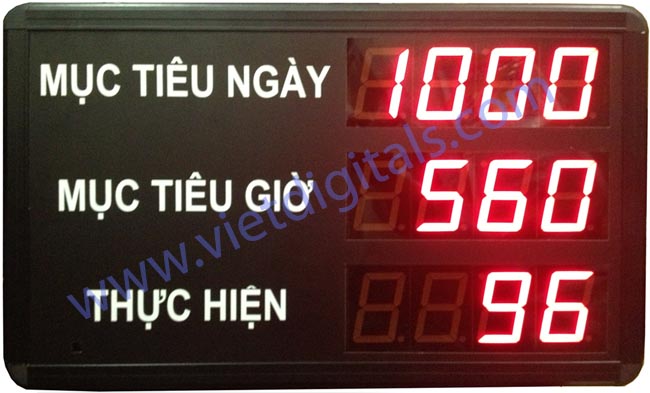 MỤC TIÊU NGÀY 1000
MỤC TIÊU GIỜ 560
THỰC HIỆN 96
www.vietdigitals.com